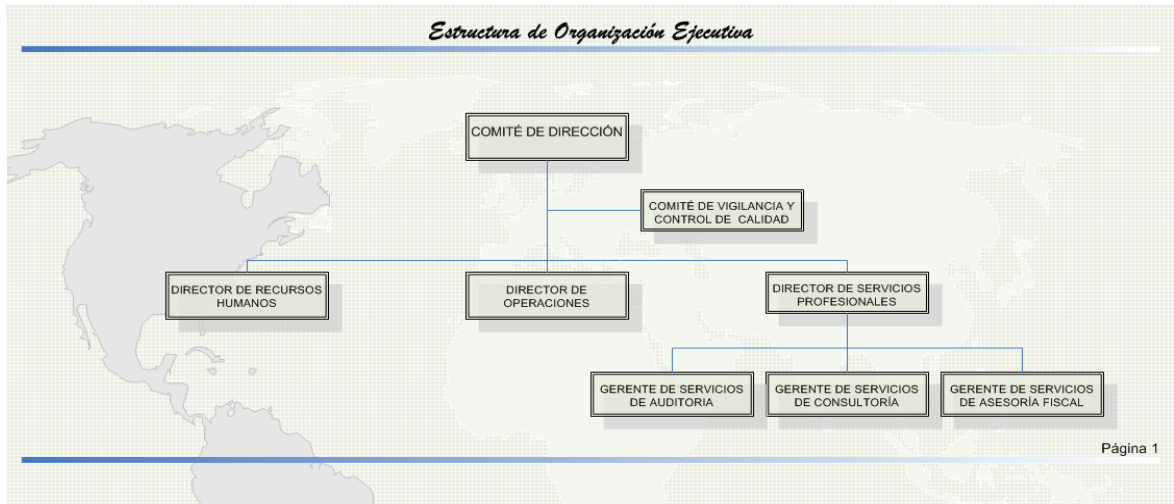 Estructura de Organización Ejecutiva
COMITÉ DE DIRECCIÓN
COMITÉ DE VIGILANCIA Y
CONTROL DE CALIDAD
DIRECTOR DE RECURSOS
HUMANOS
DIRECTOR DE
OPERACIONES
DIRECTOR DE SERVICIOS
PROFESIONALES
GERENTE DE SERVICIOS
DE AUDITORIA
GERENTE DE SERVICIOS
DE CONSULTORÍA
GERENTE DE SERVICIOS
DE ASESORÍA FISCAL
Página 1